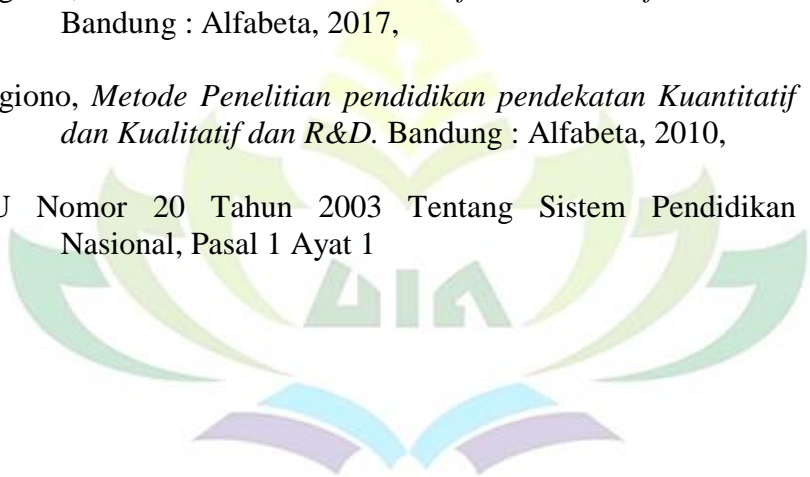 Bandung : Alfabeta, 2017,
giono, Metode Penelitian pendidikan pendekatan Kuantitatif
dan Kualitatif dan R&D. Bandung : Alfabeta, 2010,
U Nomor 20 Tahun 2003 Tentang Sistem Pendidikan
Nasional, Pasal 1 Ayat 1
UIN